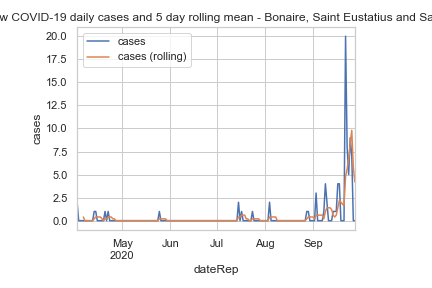 w COVID-19 daily cases and 5 day rolling mean - Bonaire, Saint Eustatius and Sa
cases
cases (rolling)
20.0
17.5
15.0
12.5
10.0
7.5
5.0
2.5
0.0
cases
May
2020
Jun
Jul
Aug
Sep
dateRep